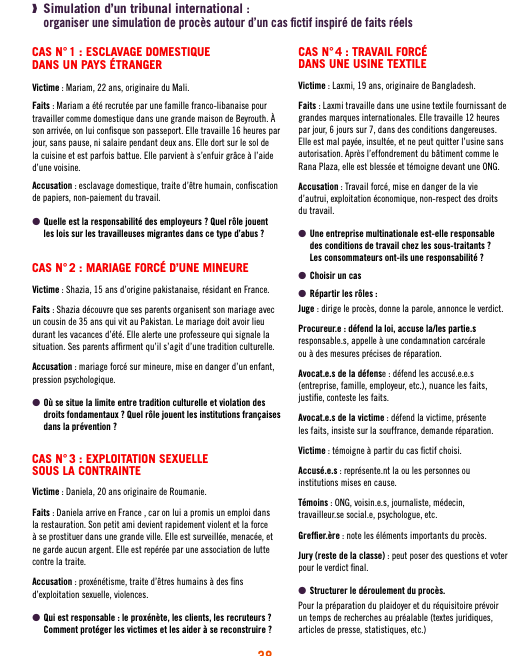 ❱ Simulation d'un tribunal international :
organiser une simulation de procès autour d'un cas fictif inspiré de faits réels
CAS N°1 : ESCLAVAGE DOMESTIQUE
DANS UN PAYS ÉTRANGER
Victime : Mariam, 22 ans, originaire du Mali.
Faits : Mariam a été recrutée par une famille franco-libanaise pour
travailler comme domestique dans une grande maison de Beyrouth. À
son arrivée, on lui confisque son passeport. Elle travaille 16 heures par
jour, sans pause, ni salaire pendant deux ans. Elle dort sur le sol de
la cuisine et est parfois battue. Elle parvient à s'enfuir grâce à l'aide
d'une voisine.
Accusation : esclavage domestique, traite d'être humain, confiscation
de papiers, non-paiement du travail.
● Quelle est la responsabilité des employeurs ? Quel rôle jouent
les lois sur les travailleuses migrantes dans ce type d'abus ?
CAS N°2 : MARIAGE FORCÉ D'UNE MINEURE
Victime : Shazia, 15 ans d'origine pakistanaise, résidant en France.
Faits : Shazia découvre que ses parents organisent son mariage avec
un cousin de 35 ans qui vit au Pakistan. Le mariage doit avoir lieu
durant les vacances d'été. Elle alerte une professeure qui signale la
situation. Ses parents affirment qu'il s'agit d'une tradition culturelle.
Accusation : mariage forcé sur mineure, mise en danger d'un enfant,
pression psychologique.
● Où se situe la limite entre tradition culturelle et violation des
droits fondamentaux ? Quel rôle jouent les institutions françaises
dans la prévention ?
CAS N°3 : EXPLOITATION SEXUELLE
SOUS LA CONTRAINTE
Victime : Daniela, 20 ans originaire de Roumanie.
Faits : Daniela arrive en France , car on lui a promis un emploi dans
la restauration. Son petit ami devient rapidement violent et la force
à se prostituer dans une grande ville. Elle est surveillée, menacée, et
ne garde aucun argent. Elle est repérée par une association de lutte
contre la traite.
Accusation : proxénétisme, traite d'êtres humains à des fins
d'exploitation sexuelle, violences.
● Qui est responsable : le proxénète, les clients, les recruteurs ?
Comment protéger les victimes et les aider à se reconstruire ?
CAS N°4 : TRAVAIL FORCÉ
DANS UNE USINE TEXTILE
Victime : Laxmi, 19 ans, originaire de Bangladesh.
Faits : Laxmi travaille dans une usine textile fournissant de
grandes marques internationales. Elle travaille 12 heures
par jour, 6 jours sur 7, dans des conditions dangereuses.
Elle est mal payée, insultée, et ne peut quitter l'usine sans
autorisation. Après l'effondrement du bâtiment comme le
Rana Plaza, elle est blessée et témoigne devant une ONG.
Accusation : Travail forcé, mise en danger de la vie
d'autrui, exploitation économique, non-respect des droits
du travail.
● Une entreprise multinationale est-elle responsable
des conditions de travail chez les sous-traitants ?
Les consommateurs ont-ils une responsabilité ?
● Choisir un cas
● Répartir les rôles :
Juge : dirige le procès, donne la parole, annonce le verdict.
Procureur.e : défend la loi, accuse la/les partie.s
responsable.s, appelle à une condamnation carcérale
ou à des mesures précises de réparation.
Avocat.e.s de la défense : défend les accusé.e.e.s
(entreprise, famille, employeur, etc.), nuance les faits,
justifie, conteste les faits.
Avocat.e.s de la victime : défend la victime, présente
les faits, insiste sur la souffrance, demande réparation.
Victime : témoigne à partir du cas fictif choisi.
Accusé.e.s : représente.nt la ou les personnes ou
institutions mises en cause.
Témoins : ONG, voisin.e.s, journaliste, médecin,
travailleur.se social.e, psychologue, etc.
Greffier.ère : note les éléments importants du procès.
Jury (reste de la classe) : peut poser des questions et voter
pour le verdict final.
● Structurer le déroulement du procès.
Pour la préparation du plaidoyer et du réquisitoire prévoir
un temps de recherches au préalable (textes juridiques,
articles de presse, statistiques, etc.)
38